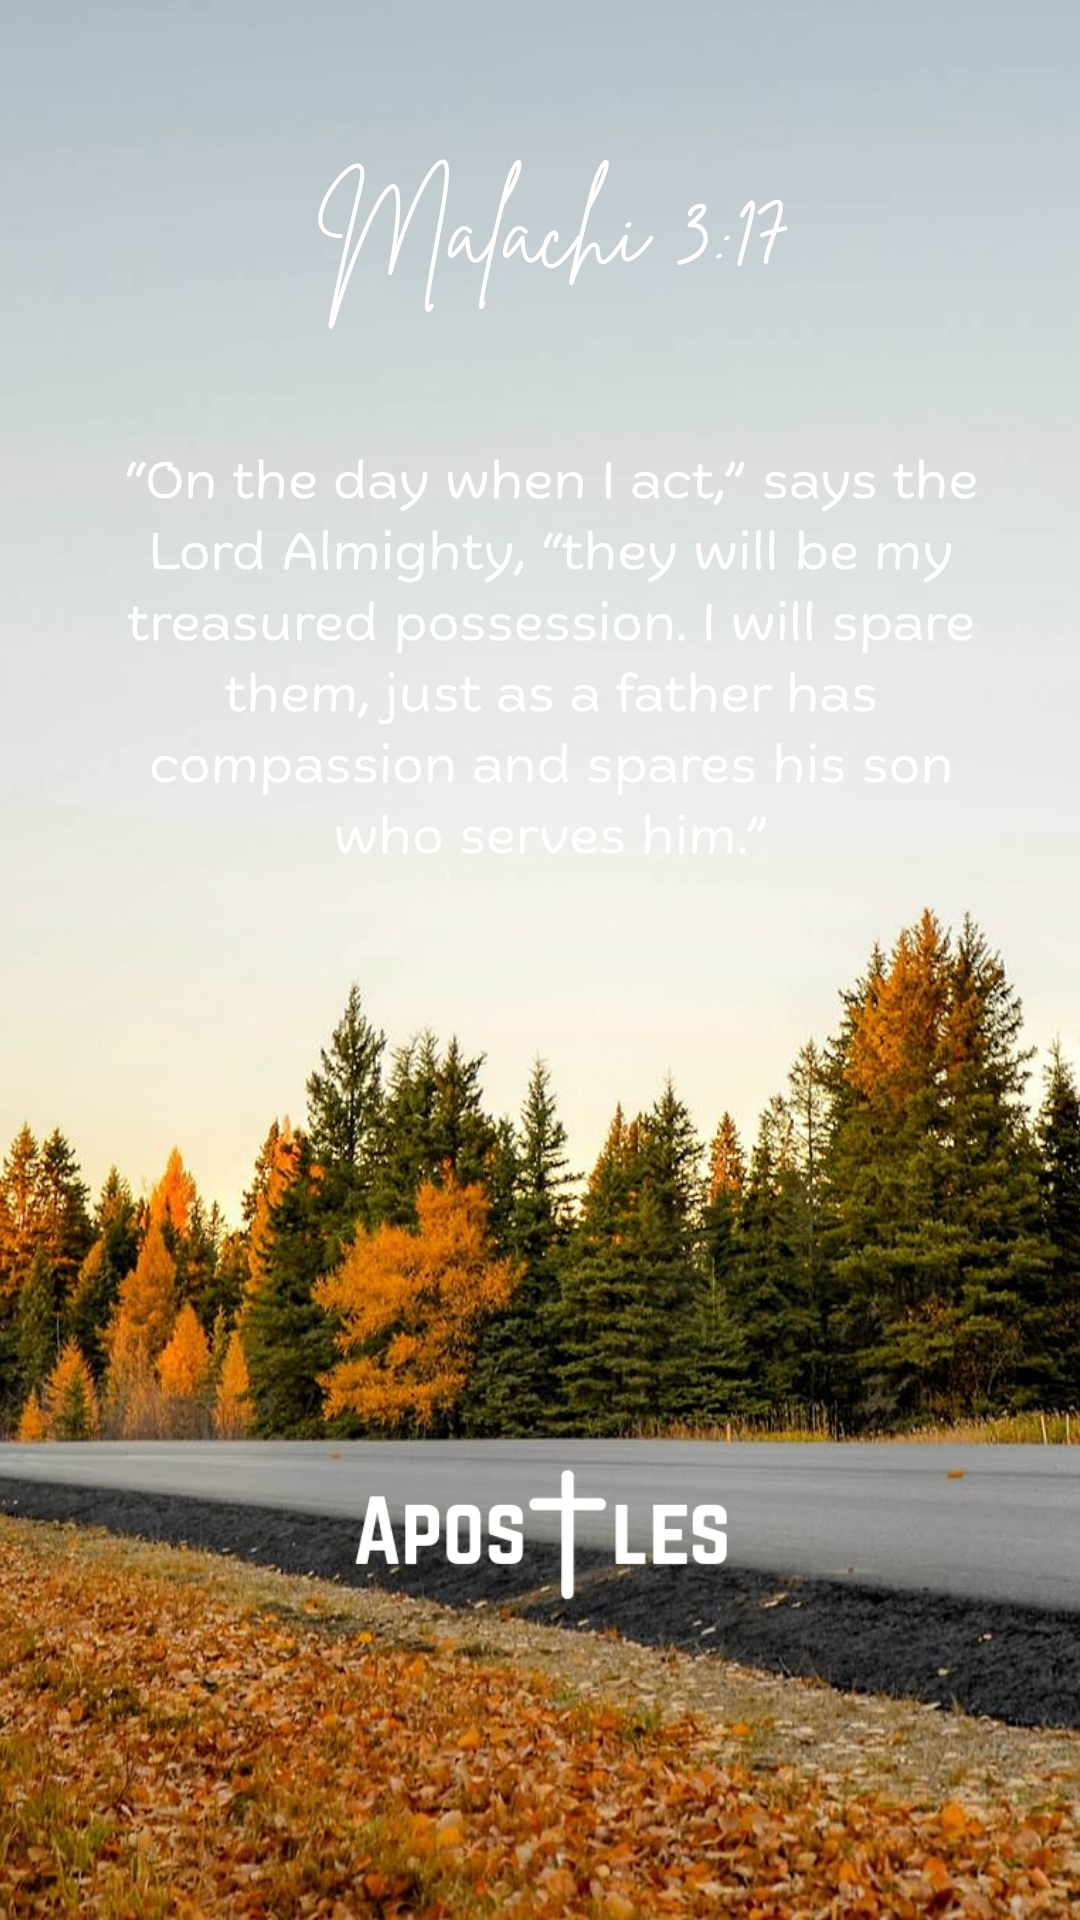 Malachi 3:17
“On the day when I act,” says the
Lord Almighty, “they will be my
treasured possession. I will spare
them, just as a father has
compassion and spares his son
who serves him.”
APOSTLES